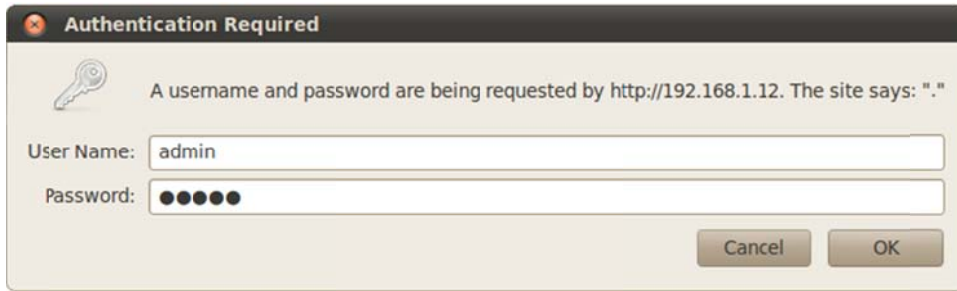 Authentication Required
A username and password are being requested by http://192.168.1.12. The site says: "."
User Name: admin
Password: ●●●●●
Cancel OK